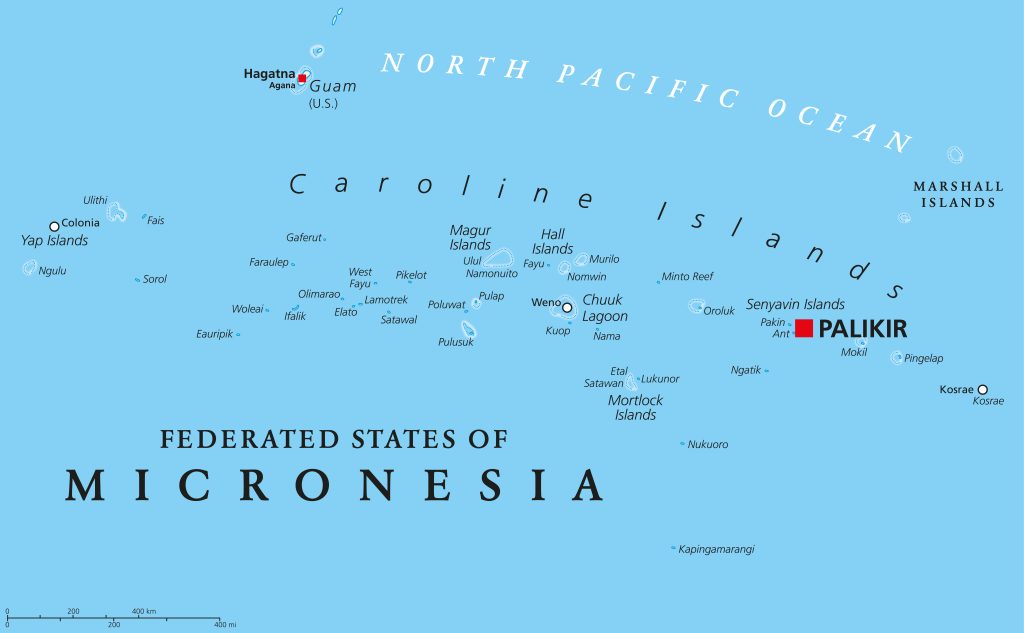 NORTH PACIFIC OCEAN
Hagatna
Agana
Guam
(U.S.)
MARSHALL
ISLANDS
Caroline Islands
Ulithi
Colonia
Fais
Yap Islands
Ngulu
Sorol
Gaferut
Faraulep
West
Fayu
Pikelot
Olimarao
Lamotrek
Woleai
Ifalik
Elato
Satawal
Eauripik
Magur
Islands
Ulul
Namonuito
Pulap
Poluwat
Pulusuk
Hall
Islands
Fayu
Murilo
Nomwin
Weno
Chuuk
Lagoon
Kuop
Nama
Minto Reef
Oroluk
Senyavin Islands
Pakin
Ant
PALIKIR
Mokil
Pingelap
Ngatik
Kosrae
Kosrae
Etal
Satawan
Lukunor
Mortlock
Islands
Nukuoro
FEDERATED STATES OF
MICRONESIA
Kapingamarangi
0 200 400 km
0 200 400 mi